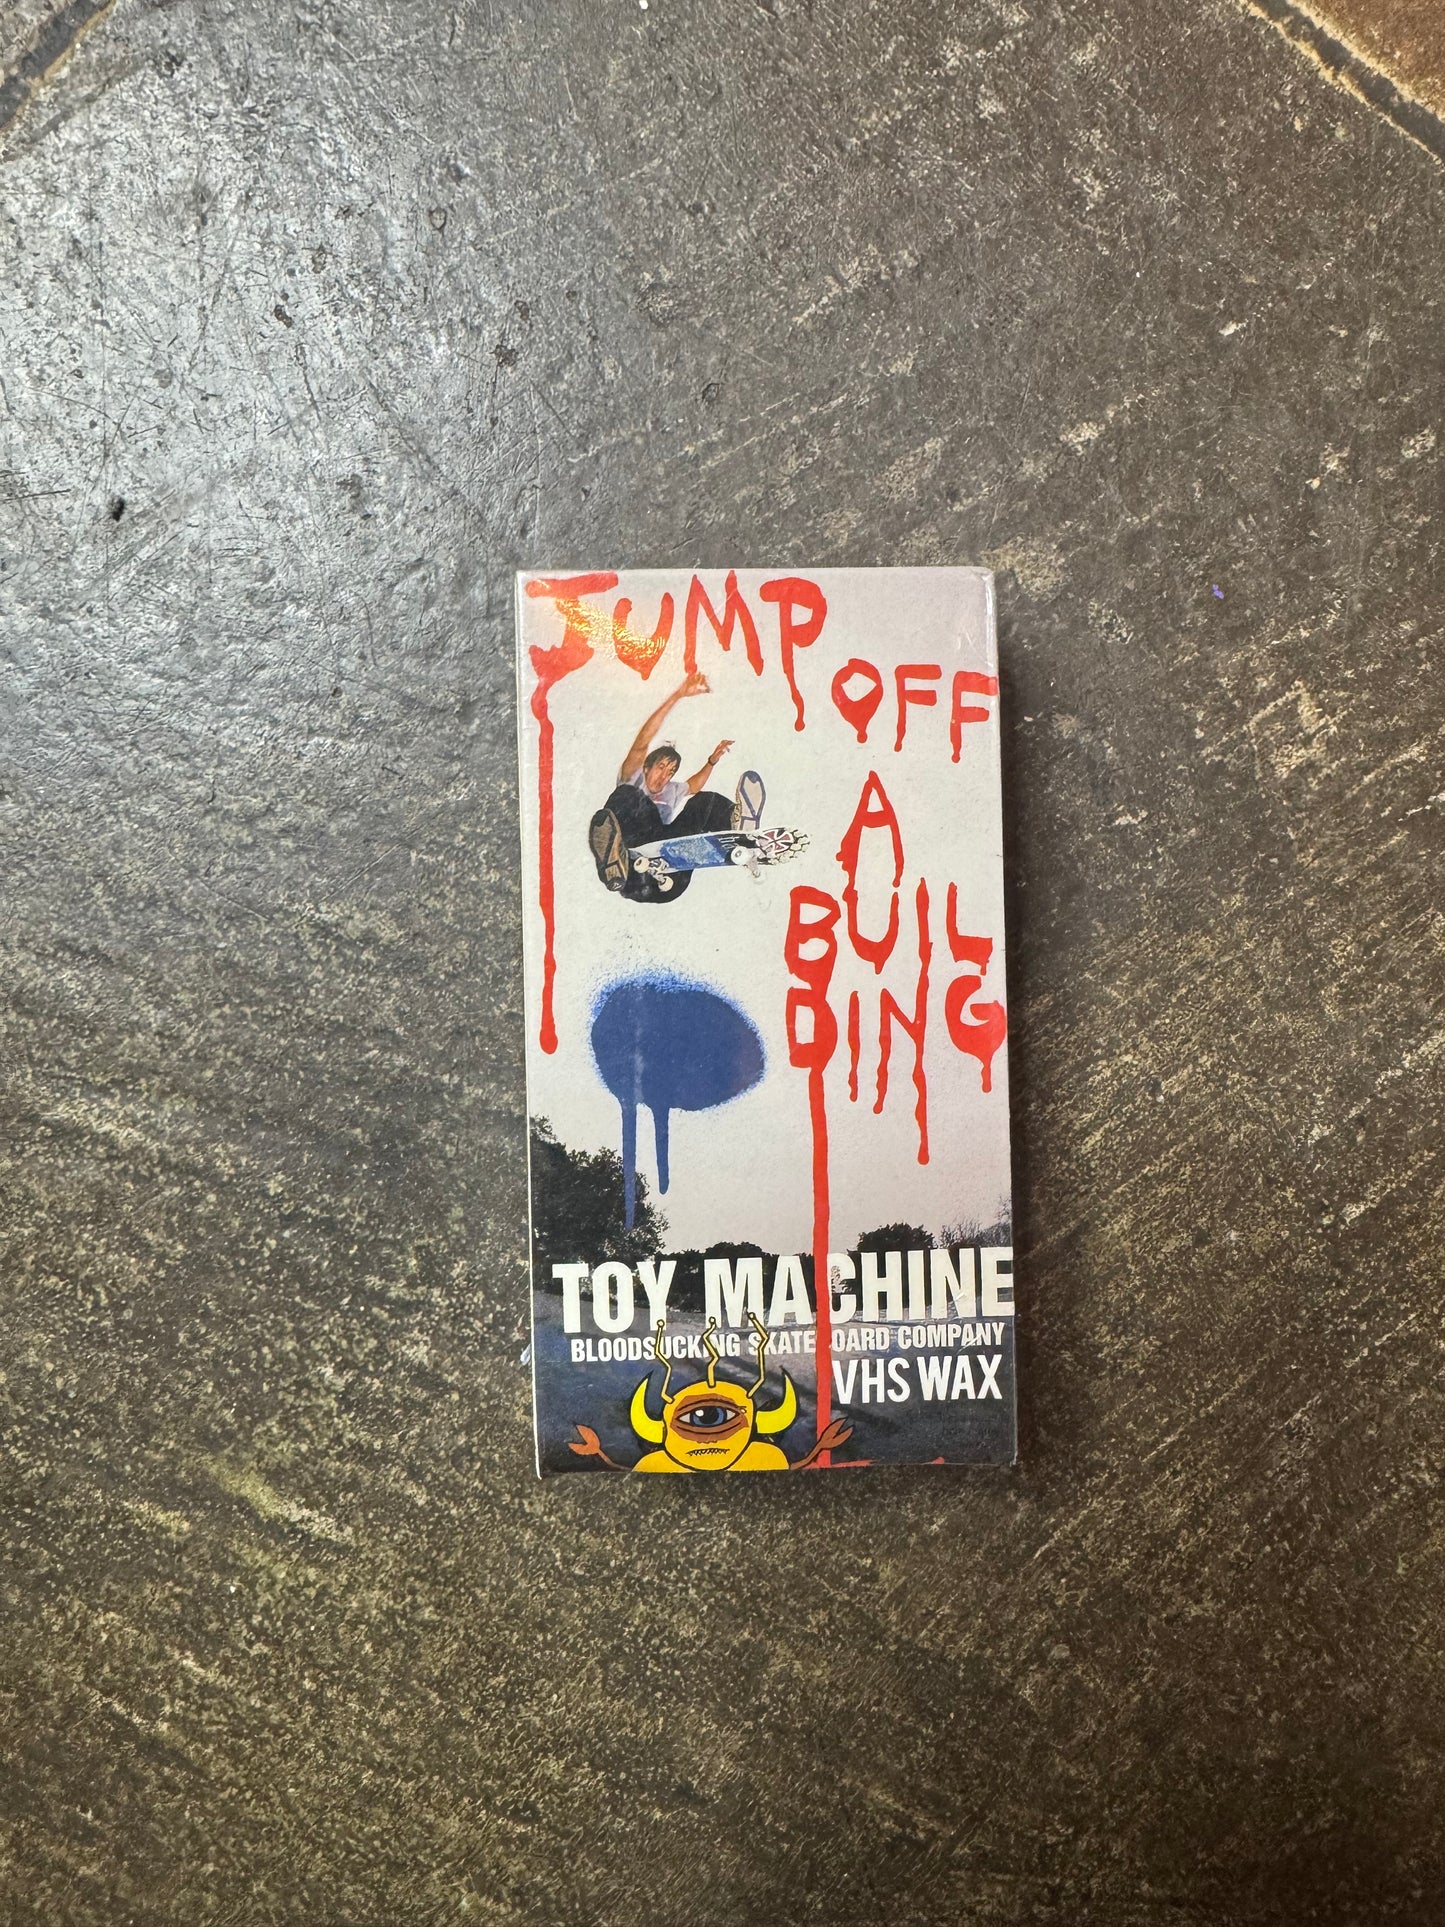 JUMP
OFF
A
BUIL
DING
TOY MACHINE
BLOODSUCKING SKATEBOARD COMPANY
VHS WAX